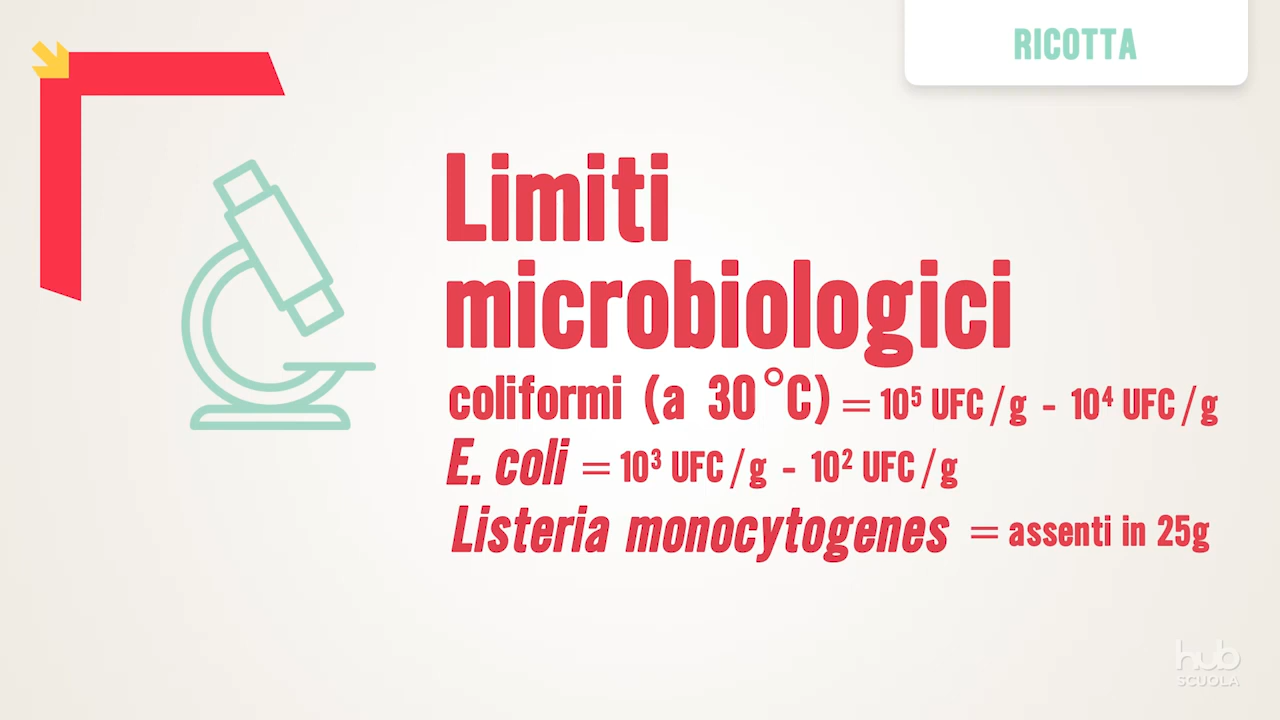 RICOTTA
Limiti
microbiologici
coliformi (a 30°C) = 10⁵ UFC/g - 10⁴ UFC/g
E. coli = 10³ UFC/g - 10² UFC/g
Listeria monocytogenes = assenti in 25g
hub
SCUOLA